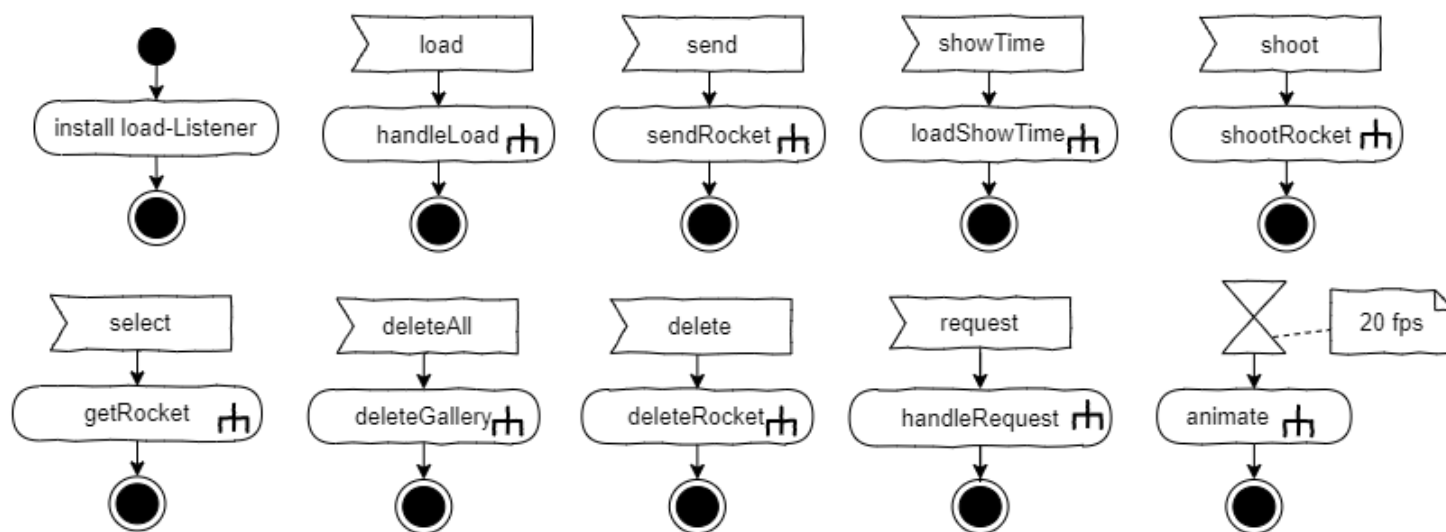 load
send
showTime
shoot
install load-Listener
handleLoad
sendRocket
loadShowTime
shootRocket
select
deleteAll
delete
request
20 fps
getRocket
deleteGallery
deleteRocket
handleRequest
animate